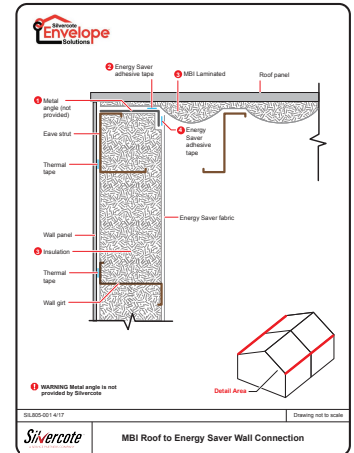 Silvercote
Envelope
Solutions
2 Energy Saver
adhesive tape
3 MBI Laminated
Roof panel
1 Metal
angle (not
provided)
Eave strut
4 Energy
Saver
adhesive
tape
Thermal
tape
Energy Saver fabric
Wall panel
3 Insulation
Thermal
tape
Wall girt
! WARNING Metal angle is not
provided by Silvercote
Detail Area
SIL805-001 4/17
Drawing not to scale
Silvercote
MBI Roof to Energy Saver Wall Connection